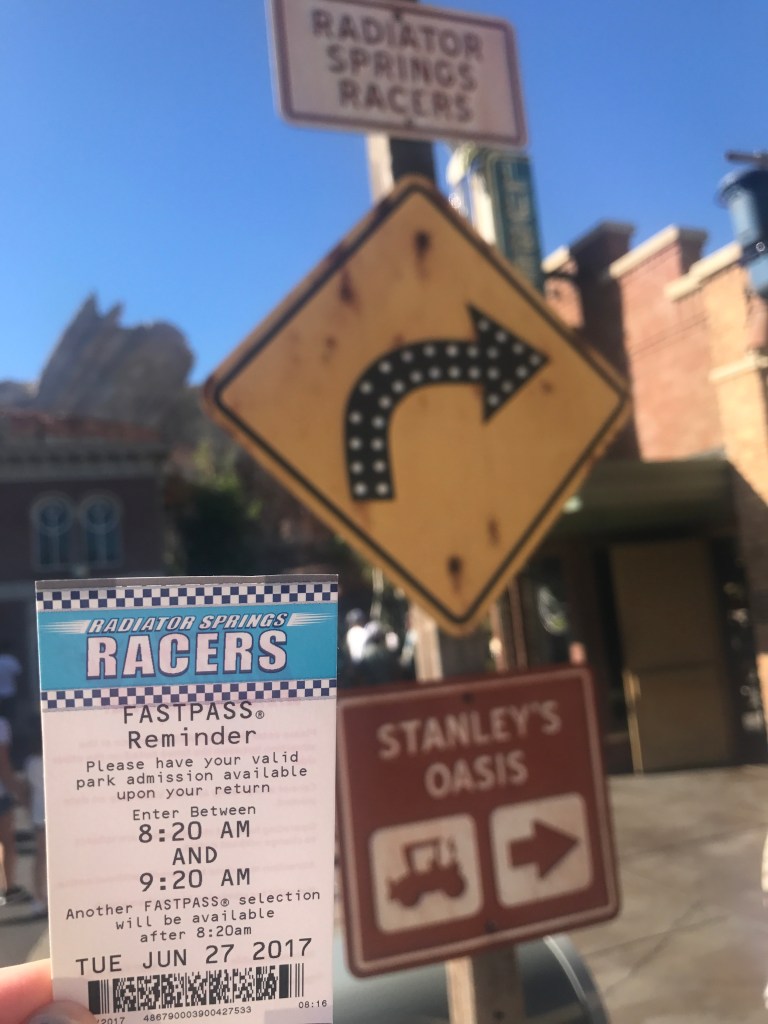 RADIATOR
SPRINGS
RACERS
STANLEY'S
OASIS
RADIATOR SPRINGS
RACERS
FASTPASS®
Reminder
Please have your valid
park admission available
upon your return
Enter Between
8:20 AM
AND
9:20 AM
Another FASTPASS® selection
will be available
after 8:20am
TUE JUN 27 2017
/2017 486790003900427533 08:16